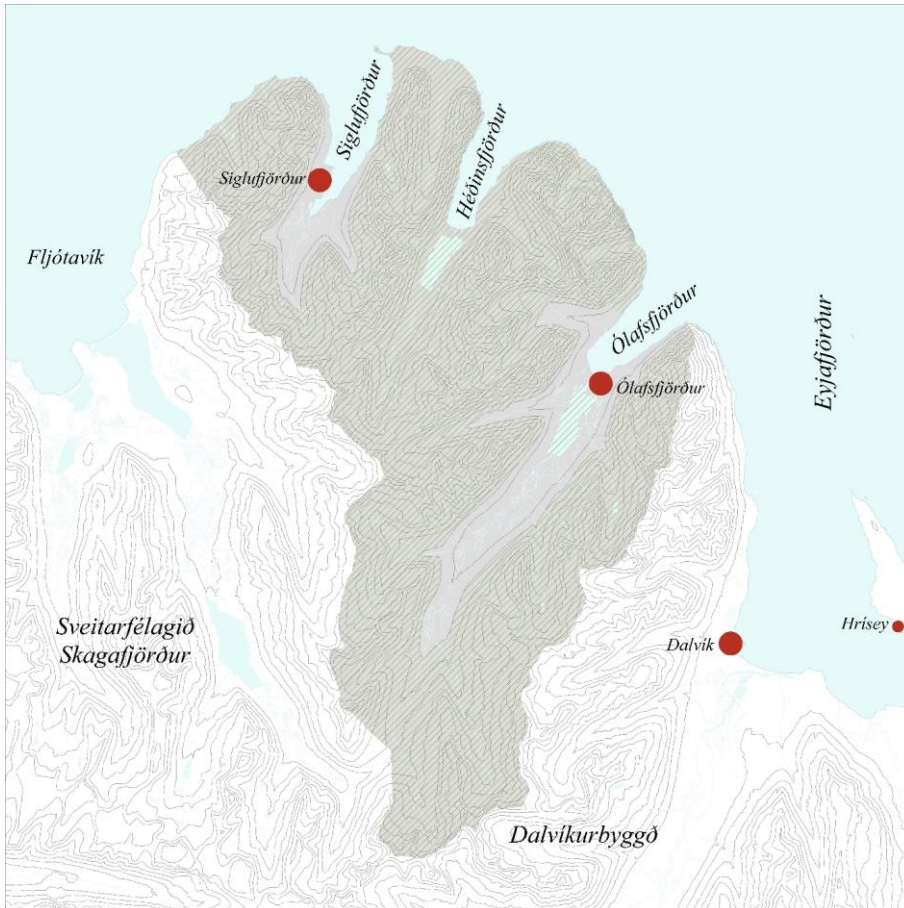 Siglufjörður
Héðinsfjörður
Siglufjörður
Fljótavík
Ólafsfjörður
Eyjafjörður
Ólafsfjörður
Sveitarfélagið
Skagafjörður
Hrísey
Dalvík
Dalvíkurbyggð